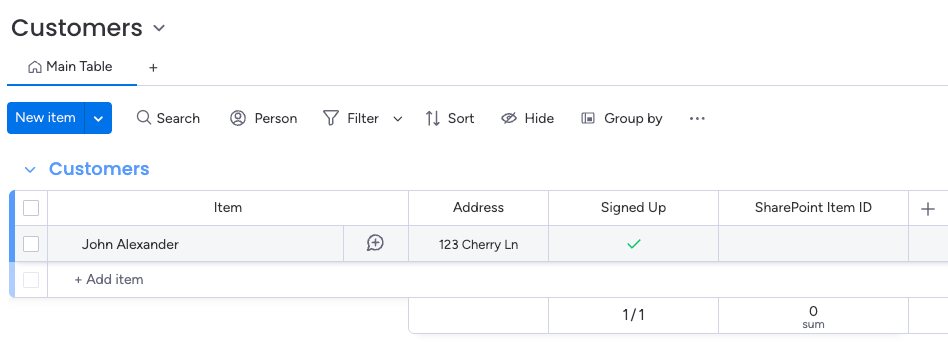 Customers
Main Table +
New item Search Person Filter Sort Hide Group by ...
Customers
Item Address Signed Up SharePoint Item ID +
John Alexander 123 Cherry Ln
+ Add item
1 / 1 0
sum